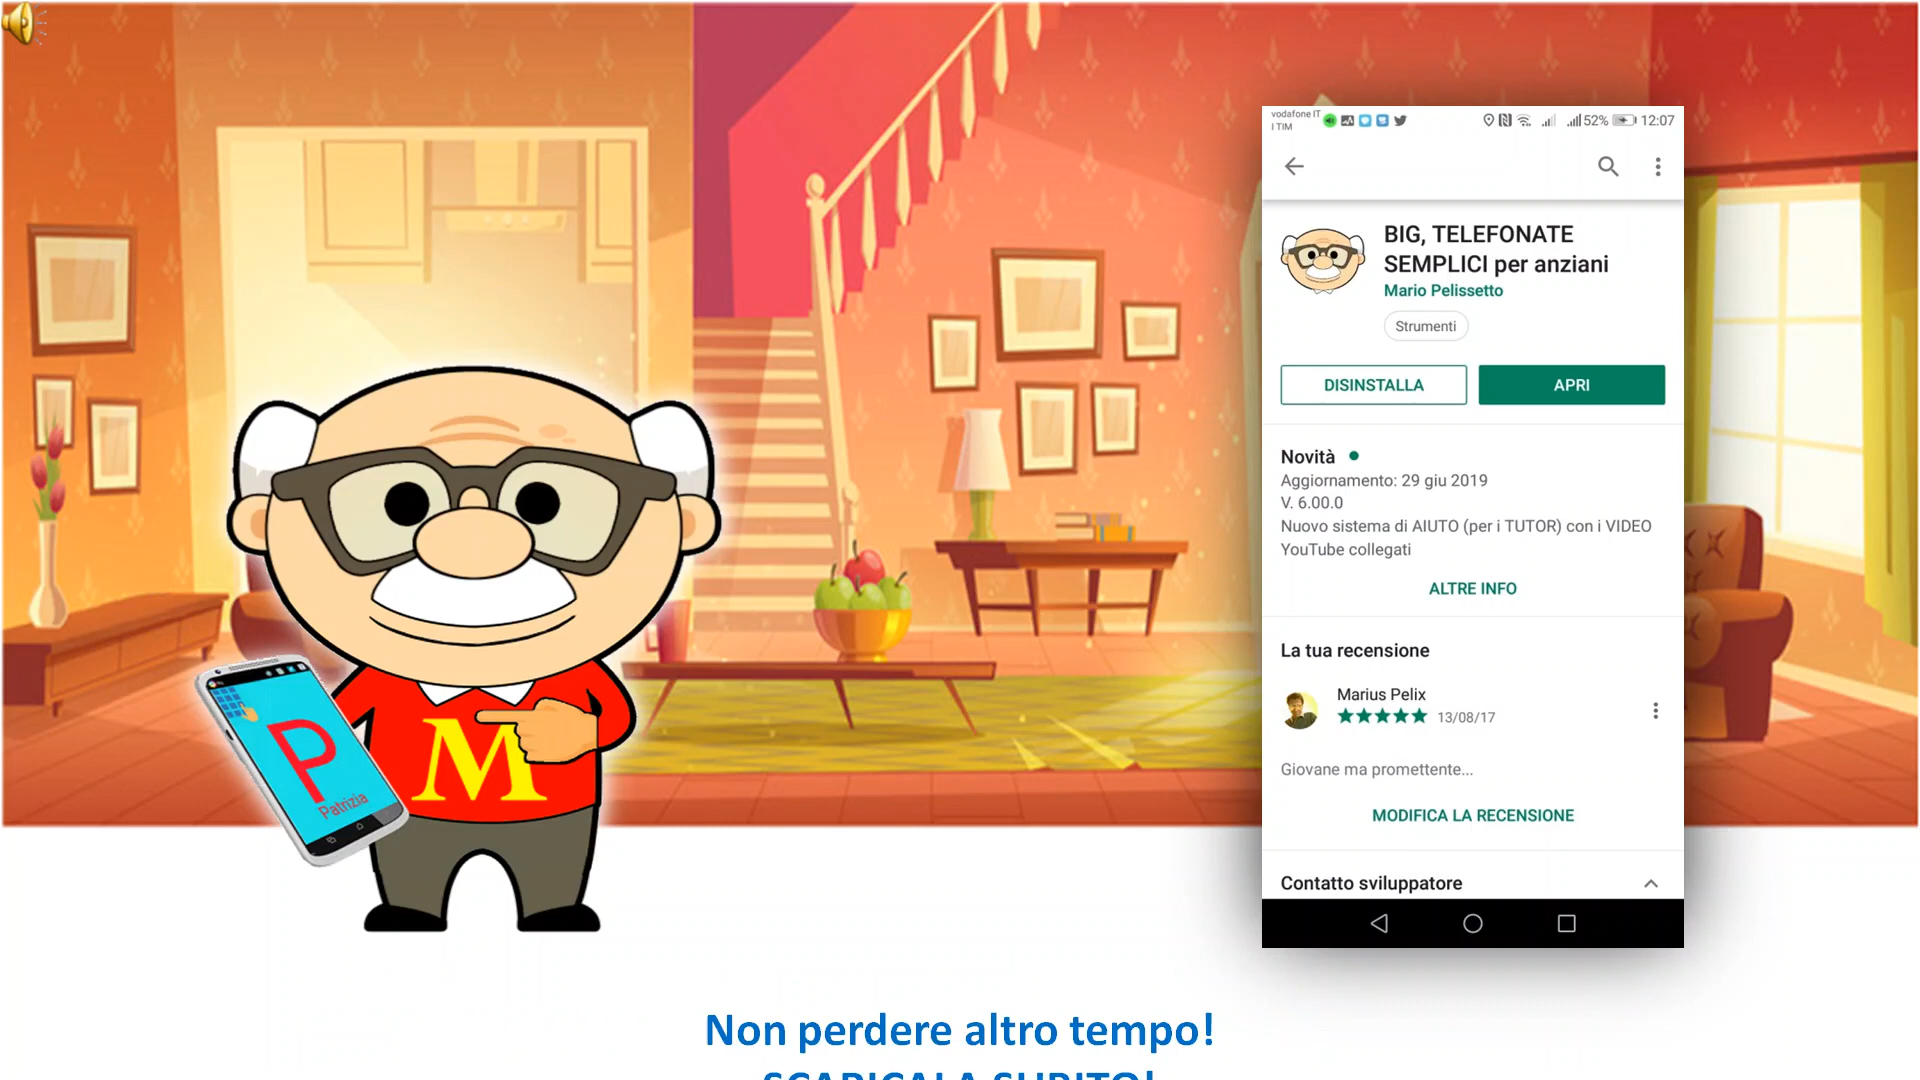 vodafone IT
I TIM
52%
12:07
BIG, TELEFONATE
SEMPLICI per anziani
Mario Pelissetto
Strumenti
DISINSTALLA
APRI
Novità
Aggiornamento: 29 giu 2019
V. 6.00.0
Nuovo sistema di AIUTO (per i TUTOR) con i VIDEO
YouTube collegati
ALTRE INFO
La tua recensione
Marius Pelix
13/08/17
Giovane ma promettente...
MODIFICA LA RECENSIONE
Contatto sviluppatore
P
Patrizia
M
Non perdere altro tempo!
SCARICALA SUBITO!